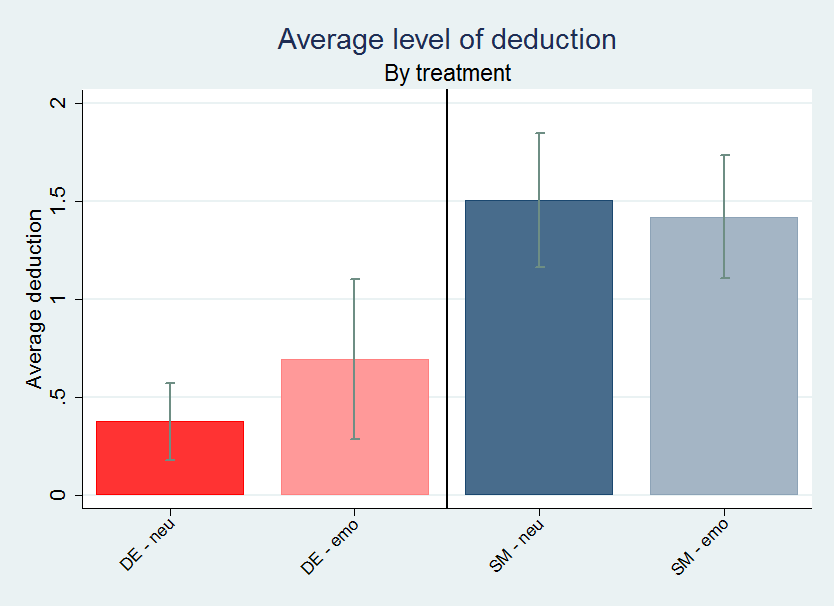 Average level of deduction
By treatment
Average deduction
2
1.5
1
.5
0
DE - neu
DE - emo
SM - neu
SM - emo